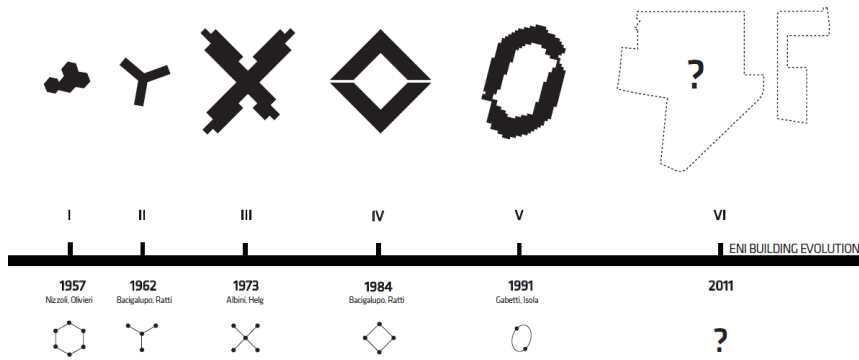 ?
I II III IV V VI
ENI BUILDING EVOLUTION
1957 1962 1973 1984 1991 2011
Nizzoli, Olivieri Bacigalupo, Ratti Albini, Helg Bacigalupo, Ratti Gabetti, Isola
?